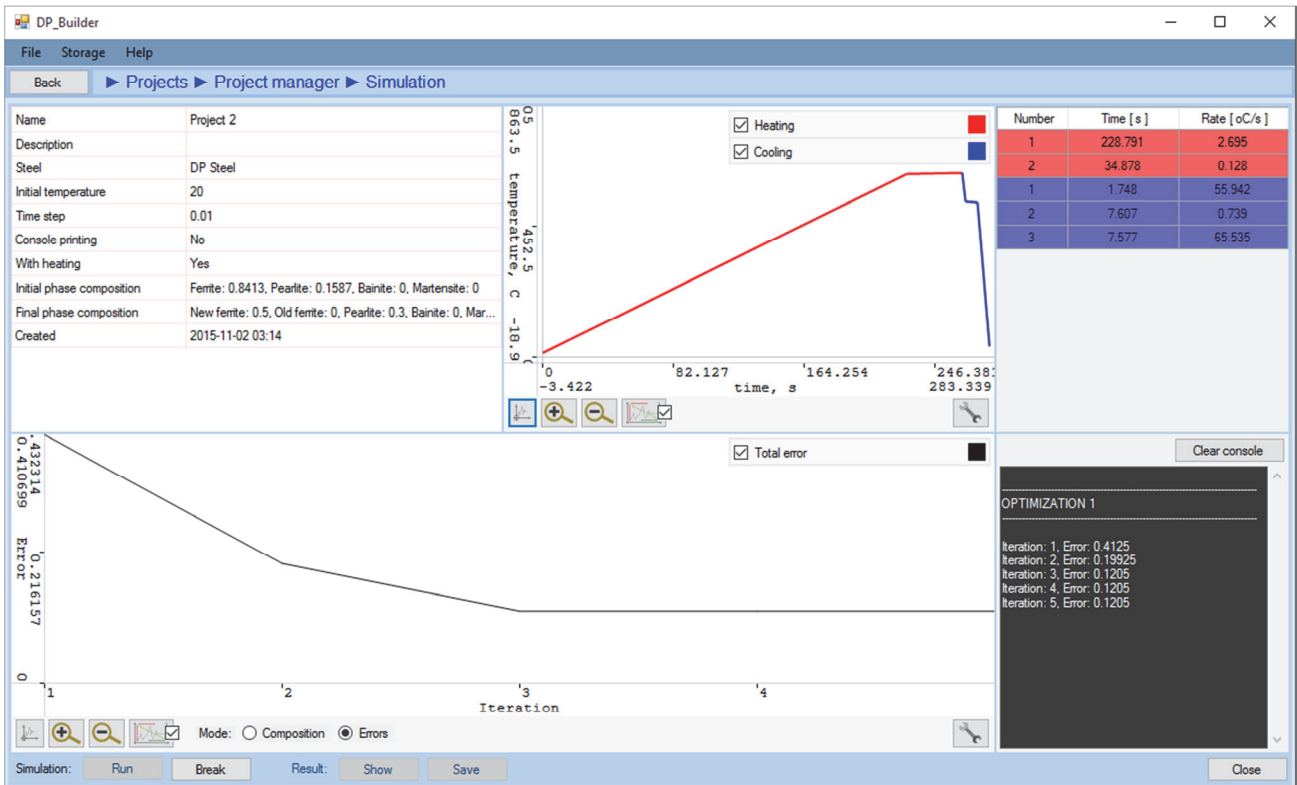 DP_Builder
File Storage Help
Back ► Projects ► Project manager ► Simulation
Name Project 2
Description
Steel DP Steel
Initial temperature 20
Time step 0.01
Console printing No
With heating Yes
Initial phase composition Ferrite: 0.8413, Pearlite: 0.1587, Bainite: 0, Martensite: 0
Final phase composition New ferrite: 0.5, Old ferrite: 0, Pearlite: 0.3, Bainite: 0, Mar...
Created 2015-11-02 03:14
05
863.5 temperature, C -18.9
452.5
0
Heating
Cooling
0 82.127 164.254 246.381
-3.422 time, s 283.339
Number Time [ s ] Rate [ oC/s ]
1 228.791 2.695
2 34.878 0.128
1 1.748 55.942
2 7.607 0.739
3 7.577 65.535
.432314
0.410699 Error
0.216157
0
Total error
1 2 3 4
Iteration
Mode: Composition Errors
Clear console
OPTIMIZATION 1
Iteration: 1, Error: 0.4125
Iteration: 2, Error: 0.19925
Iteration: 3, Error: 0.1205
Iteration: 4, Error: 0.1205
Iteration: 5, Error: 0.1205
Simulation: Run Break Result: Show Save Close